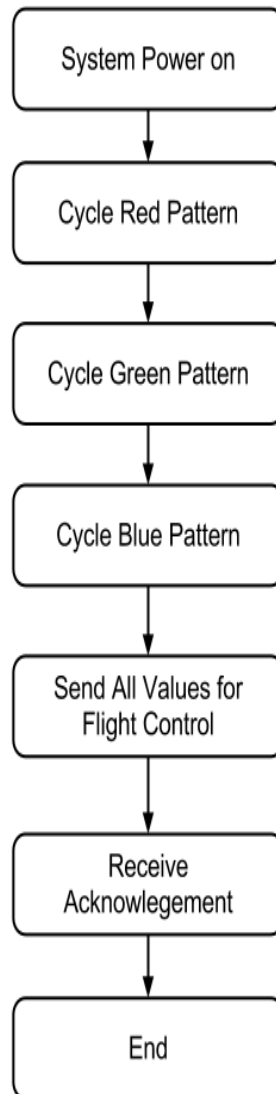 System Power on
Cycle Red Pattern
Cycle Green Pattern
Cycle Blue Pattern
Send All Values for
Flight Control
Receive
Acknowlegement
End